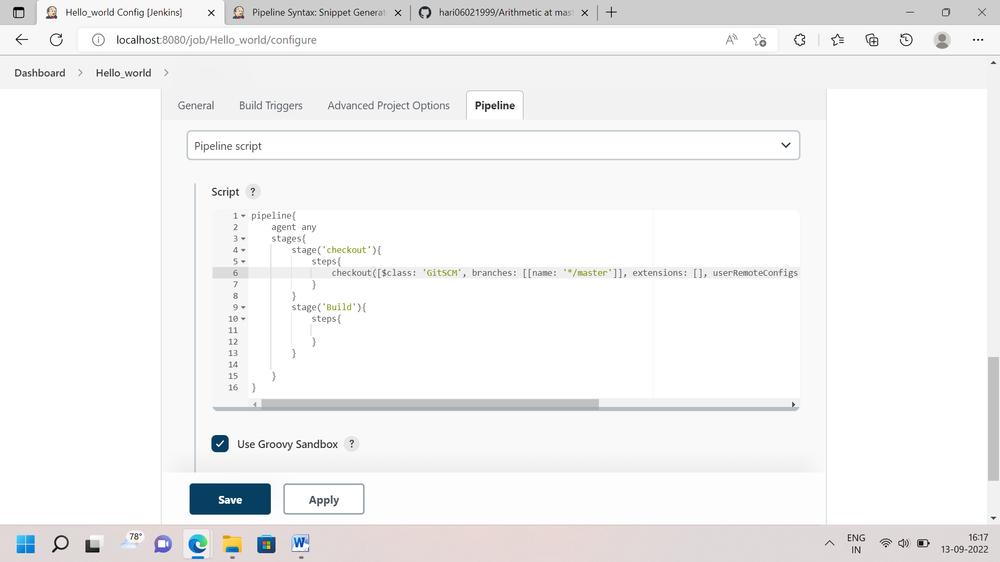 Hello_world Config [Jenkins]
Pipeline Syntax: Snippet Generat
hari06021999/Arithmetic at mast
localhost:8080/job/Hello_world/configure
Dashboard
Hello_world
General
Build Triggers
Advanced Project Options
Pipeline
Pipeline script
Script ?
1 pipeline{
2 agent any
3 stages{
4 stage('checkout'){
5 steps{
6 checkout([$class: 'GitSCM', branches: [[name: '*/master']], extensions: [], userRemoteConfigs
7 }
8 }
9 stage('Build'){
10 steps{
11
12 }
13 }
14
15 }
16 }
Use Groovy Sandbox ?
Save
Apply
78°
W
ENG
IN
16:17
13-09-2022